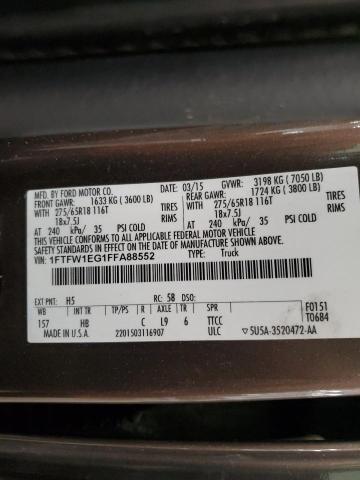 MFD. BY FORD MOTOR CO.
03/15 GVWR: 3198 KG (7050 LB)
FRONT GAWR: 1633 KG (3600 LB) REAR GAWR: 1724 KG (3800 LB)
WITH WITH
275/65R18 116T TIRES 275/65R18 116T TIRES
18x7.5J RIMS 18x7.5J RIMS
AT 240 kPa/ 35 PSI COLD AT 240 kPa/ 35 PSI COLD
THIS VEHICLE CONFORMS TO ALL APPLICABLE FEDERAL MOTOR VEHICLE
SAFETY STANDARDS IN EFFECT ON THE DATE OF MANUFACTURE SHOWN ABOVE.
VIN: 1FTFW1EG1FFA88552 TYPE: Truck
EXT PNT: H5 RC: 58 DSO: F0151
WB INT TR TP/PS R AXLE TR SPR T0684
157 HB C L9 6 TTCC
MADE IN U.S.A. 2201503116907 ULC ▽5U5A-3520472-AA